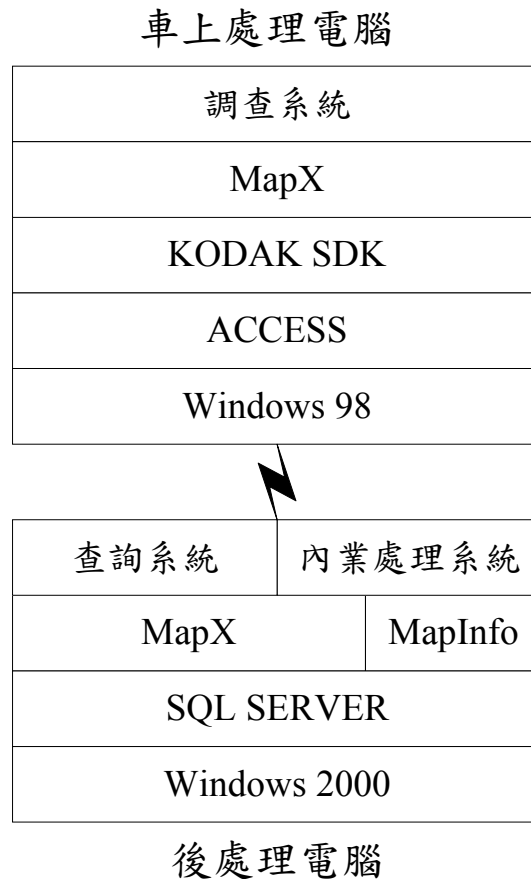 車上處理電腦
調查系統
MapX
KODAK SDK
ACCESS
Windows 98
查詢系統 內業處理系統
MapX MapInfo
SQL SERVER
Windows 2000
後處理電腦